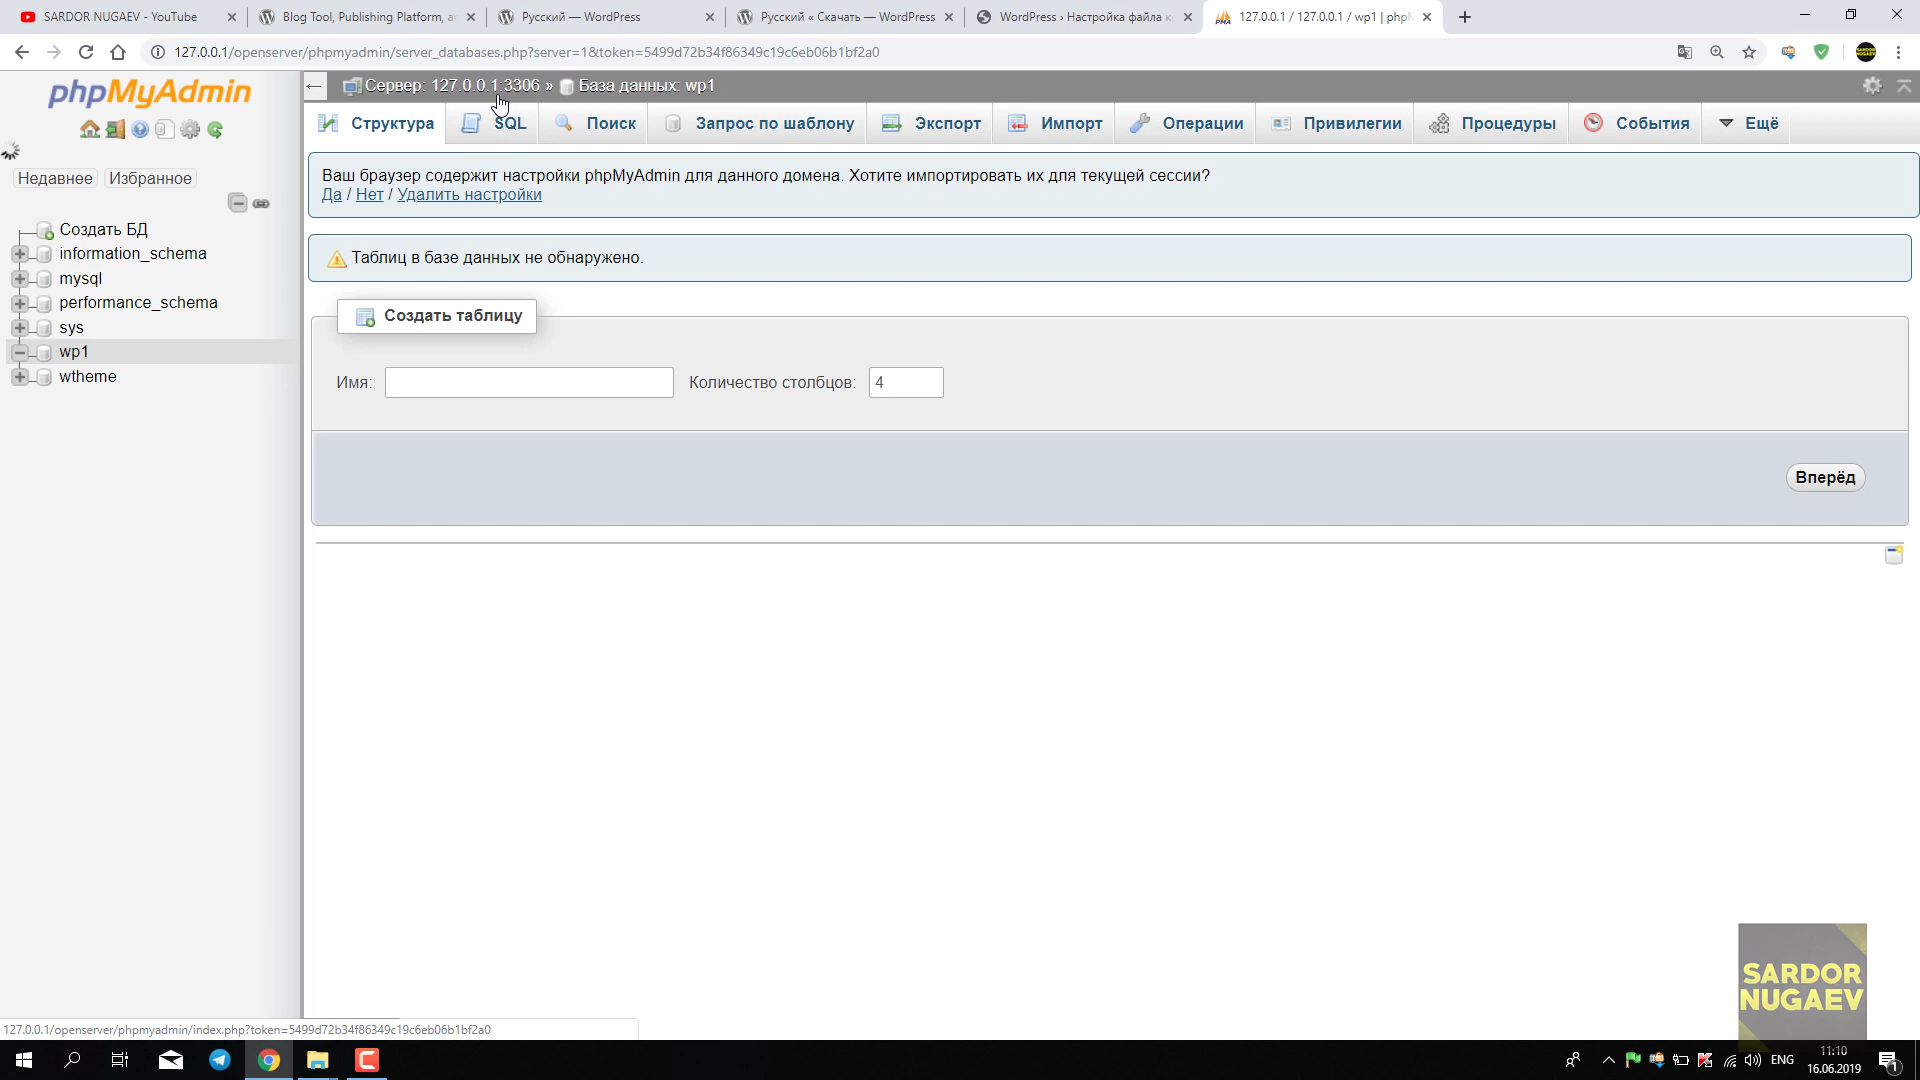 SARDOR NUGAEV - YouTube
Blog Tool, Publishing Platform, a
Русский — WordPress
Русский « Скачать — WordPress
WordPress › Настройка файла к
127.0.0.1 / 127.0.0.1 / wp1 | php
127.0.0.1/openserver/phpmyadmin/server_databases.php?server=1&token=5499d72b34f86349c19c6eb06b1bf2a0
phpMyAdmin
Недавнее Избранное
Создать БД
information_schema
mysql
performance_schema
sys
wp1
wtheme
Сервер: 127.0.0.1:3306 » База данных: wp1
Структура SQL Поиск Запрос по шаблону Экспорт Импорт Операции Привилегии Процедуры События Ещё
Ваш браузер содержит настройки phpMyAdmin для данного домена. Хотите импортировать их для текущей сессии?
Да / Нет / Удалить настройки
Таблиц в базе данных не обнаружено.
Создать таблицу
Имя: Количество столбцов: 4
Вперёд
SARDOR
NUGAEV
127.0.0.1/openserver/phpmyadmin/index.php?token=5499d72b34f86349c19c6eb06b1bf2a0
ENG
11:10
16.06.2019
1